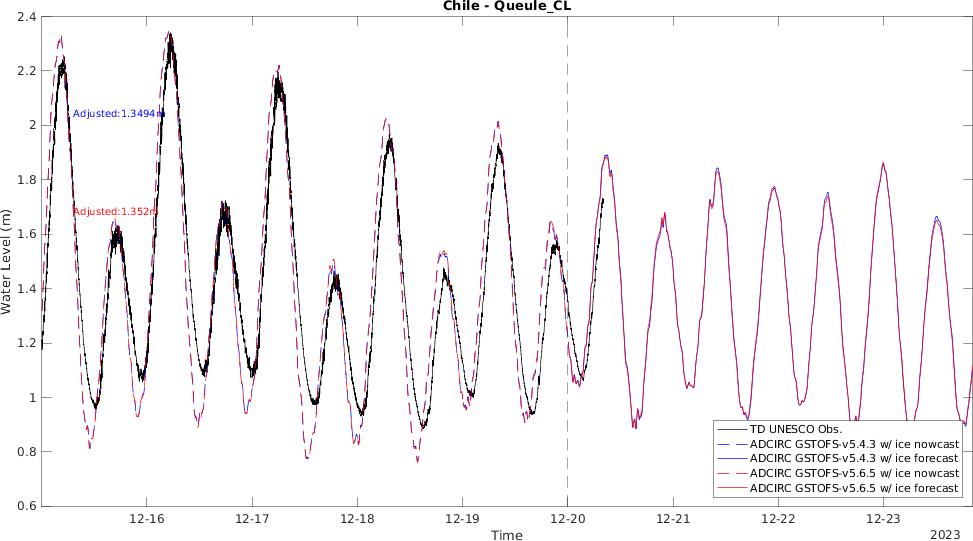 Chile - Queule_CL
2.4
2.2
2
1.8
1.6
1.4
1.2
1
0.8
0.6
Water Level (m)
Adjusted:1.3494m
Adjusted:1.352m
TD UNESCO Obs.
ADCIRC GSTOFS-v5.4.3 w/ ice nowcast
ADCIRC GSTOFS-v5.4.3 w/ ice forecast
ADCIRC GSTOFS-v5.6.5 w/ ice nowcast
ADCIRC GSTOFS-v5.6.5 w/ ice forecast
12-16 12-17 12-18 12-19 12-20 12-21 12-22 12-23
Time
2023